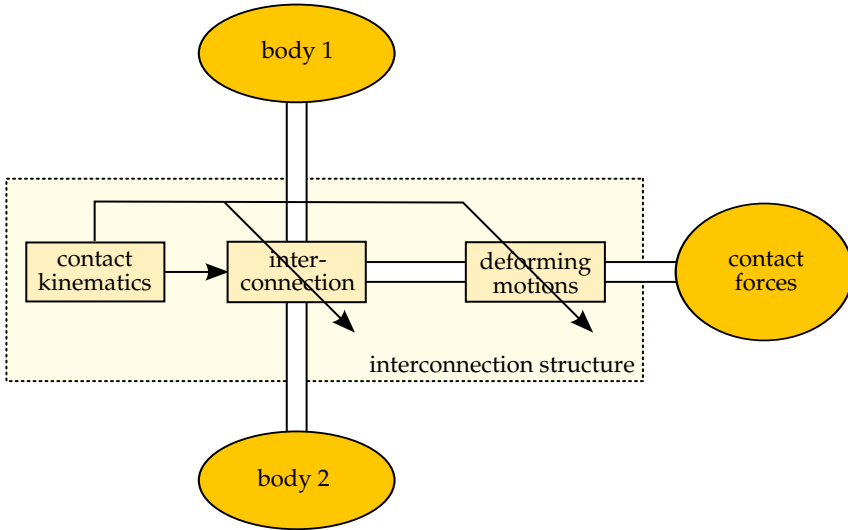 body 1
contact
kinematics
inter-
connection
deforming
motions
contact
forces
interconnection structure
body 2